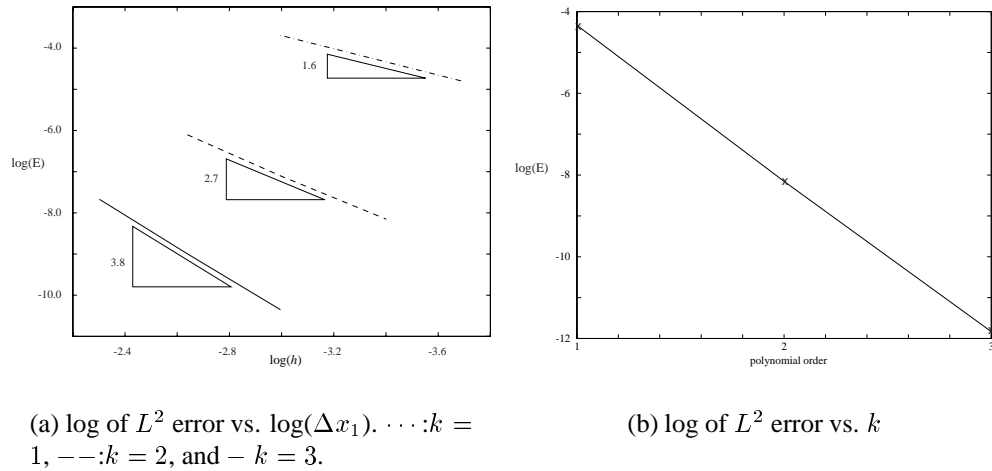 -4.0
-6.0
log(E)
-8.0
-10.0
1.6
2.7
3.8
-2.4 -2.8 -3.2 -3.6
log(h)
-4
-6
log(E)
-8
-10
-12
1 2 3
polynomial order
(a) log of L² error vs. log(Δx₁). ⋯:k =
1, −−:k = 2, and − k = 3.
(b) log of L² error vs. k